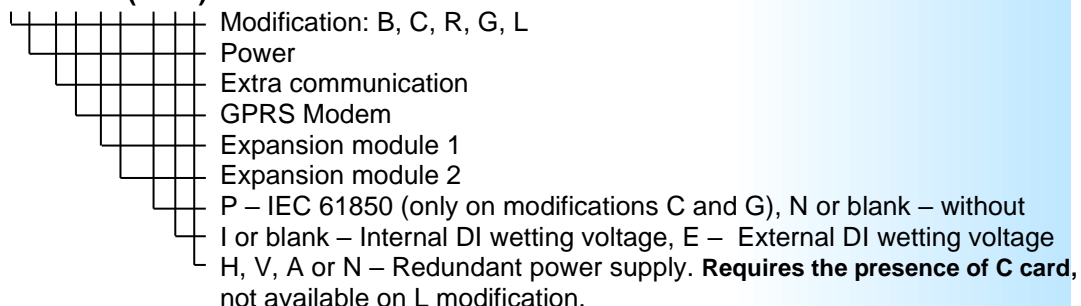 Modification: B, C, R, G, L
Power
Extra communication
GPRS Modem
Expansion module 1
Expansion module 2
P – IEC 61850 (only on modifications C and G), N or blank – without
I or blank – Internal DI wetting voltage, E – External DI wetting voltage
H, V, A or N – Redundant power supply. Requires the presence of C card,
not available on L modification.